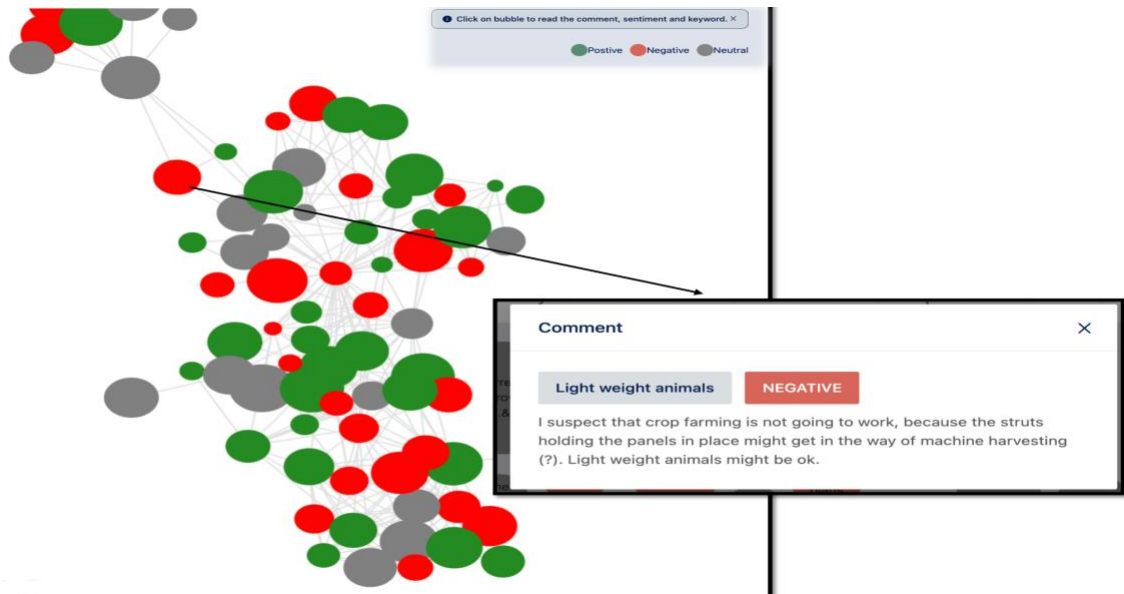 Click on bubble to read the comment, sentiment and keyword. ×
Postive Negative Neutral
Comment ×
Light weight animals NEGATIVE
I suspect that crop farming is not going to work, because the struts
holding the panels in place might get in the way of machine harvesting
(?). Light weight animals might be ok.